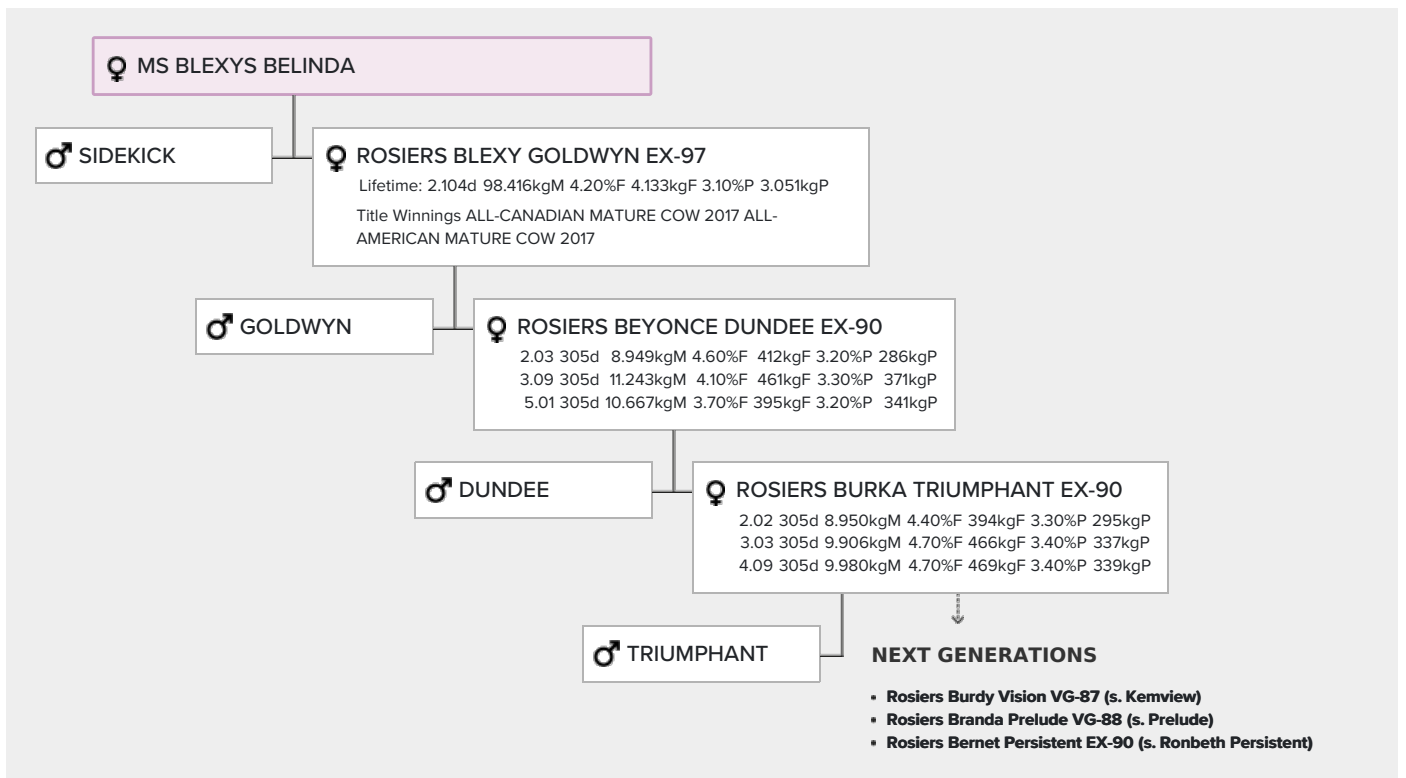 MS BLEXYS BELINDA
SIDEKICK
ROSIERS BLEXY GOLDWYN EX-97
Lifetime: 2.104d 98.416kgM 4.20%F 4.133kgF 3.10%P 3.051kgP
Title Winnings ALL-CANADIAN MATURE COW 2017 ALL-
AMERICAN MATURE COW 2017
GOLDWYN
ROSIERS BEYONCE DUNDEE EX-90
2.03 305d 8.949kgM 4.60%F 412kgF 3.20%P 286kgP
3.09 305d 11.243kgM 4.10%F 461kgF 3.30%P 371kgP
5.01 305d 10.667kgM 3.70%F 395kgF 3.20%P 341kgP
DUNDEE
ROSIERS BURKA TRIUMPHANT EX-90
2.02 305d 8.950kgM 4.40%F 394kgF 3.30%P 295kgP
3.03 305d 9.906kgM 4.70%F 466kgF 3.40%P 337kgP
4.09 305d 9.980kgM 4.70%F 469kgF 3.40%P 339kgP
TRIUMPHANT
NEXT GENERATIONS
• Rosiers Burdy Vision VG-87 (s. Kemview)
• Rosiers Branda Prelude VG-88 (s. Prelude)
• Rosiers Bernet Persistent EX-90 (s. Ronbeth Persistent)